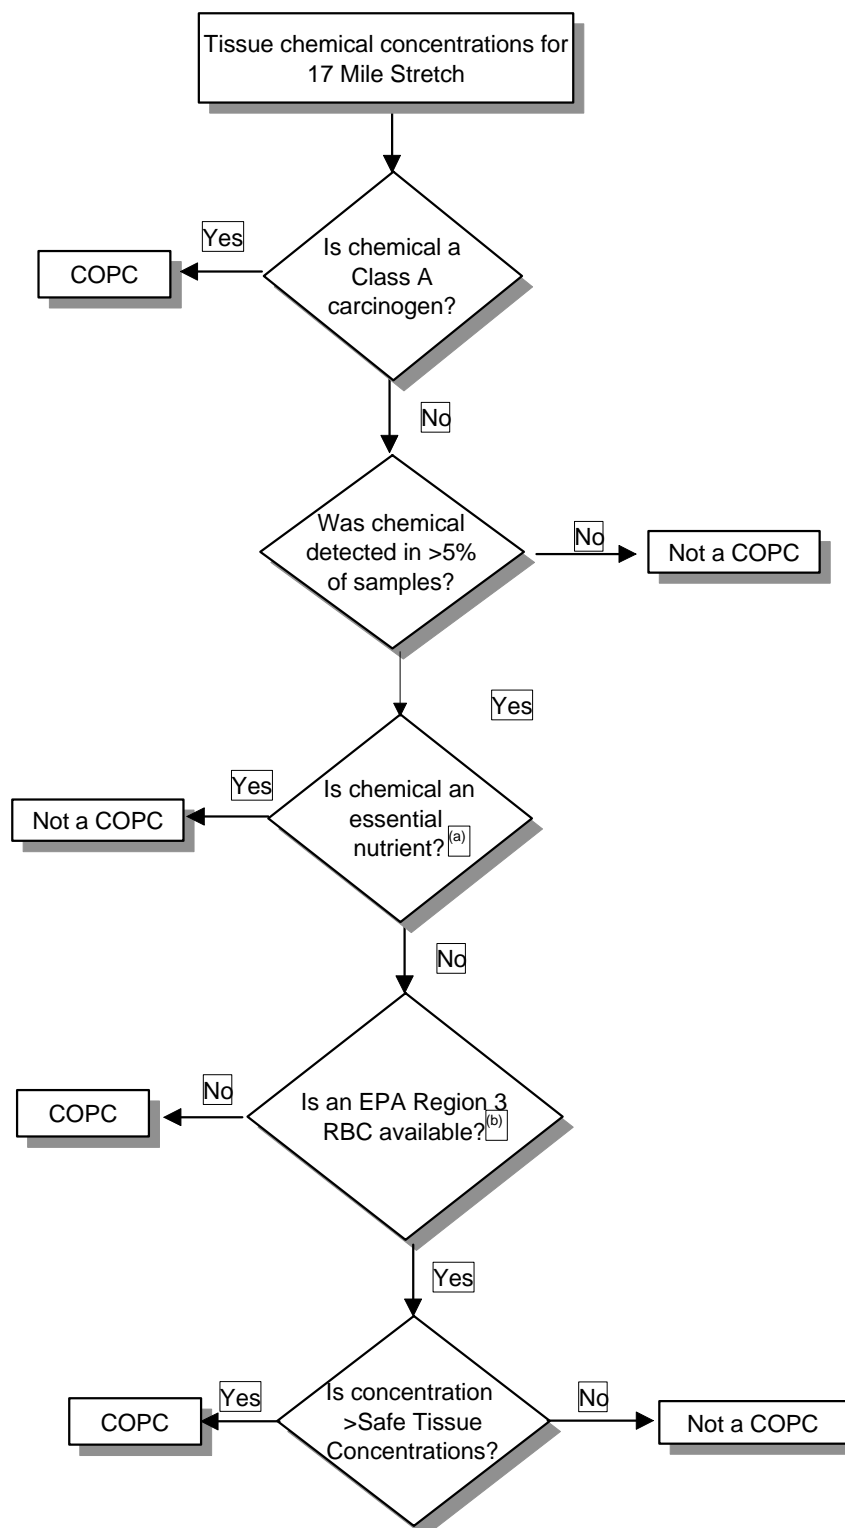 Tissue chemical concentrations for
17 Mile Stretch
Yes
Is chemical a
Class A
carcinogen?
COPC
No
Was chemical
detected in >5%
of samples?
No
Not a COPC
Yes
Yes
Is chemical an
essential
nutrient?(a)
Not a COPC
No
No
Is an EPA Region 3
RBC available?(b)
COPC
Yes
Is concentration
>Safe Tissue
Concentrations?
Yes
COPC
No
Not a COPC